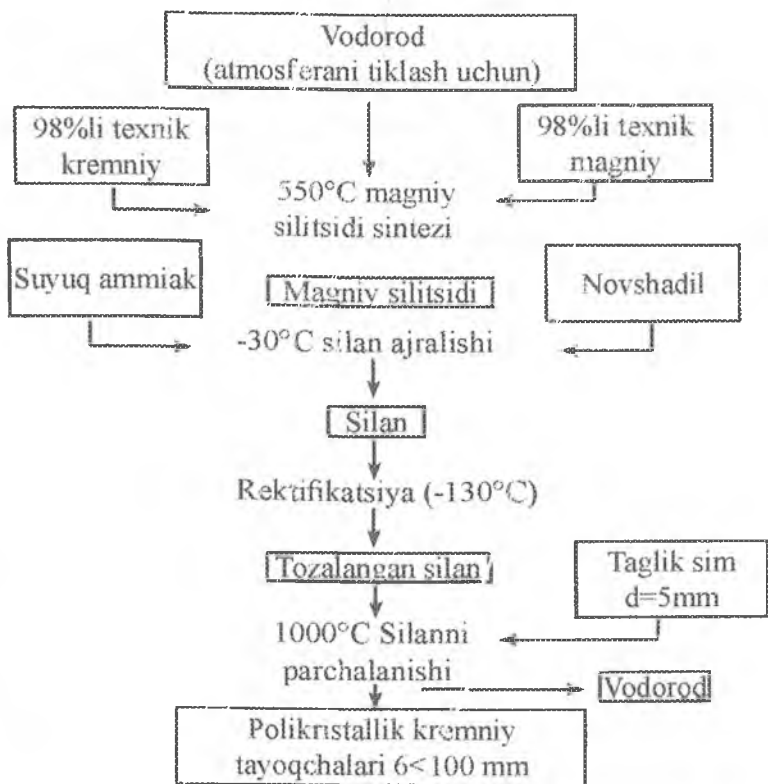 Vodorod
(atmosferani tiklash uchun)
98%li texnik
kremniy
98%li texnik
magniy
550°C magniy
silitsidi sintezi
Suyuq ammiak
Magniv silitsidi
Novshadil
-30°C silan ajralishi
Silan
Rektifikatsiya (-130°C)
Tozalangan silan
Taglik sim
d=5mm
1000°C Silanni
parchalanishi
Vodorod
Polikristallik kremniy
tayoqchalari 6<100 mm